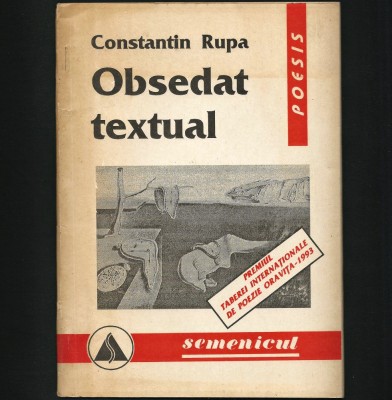 Constantin Rupa
Obsedat
textual
POESIS
PREMIUL
TABEREI INTERNAȚIONALE
DE POEZIE ORAVIȚA-1993
semenicul